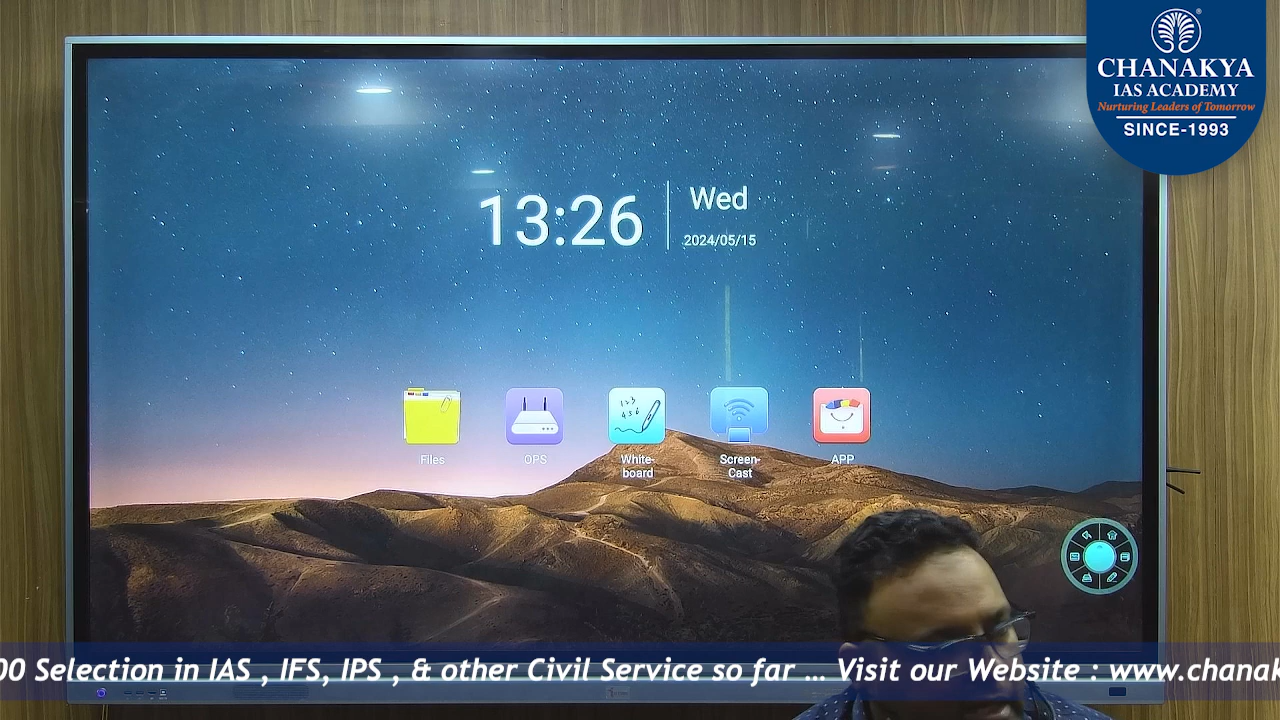 CHANAKYA
IAS ACADEMY
Nurturing Leaders of Tomorrow
SINCE-1993
13:26
Wed
2024/05/15
Files
OPS
White-
board
Screen-
Cast
APP
00 Selection in IAS , IFS, IPS , & other Civil Service so far ... Visit our Website : www.chanak